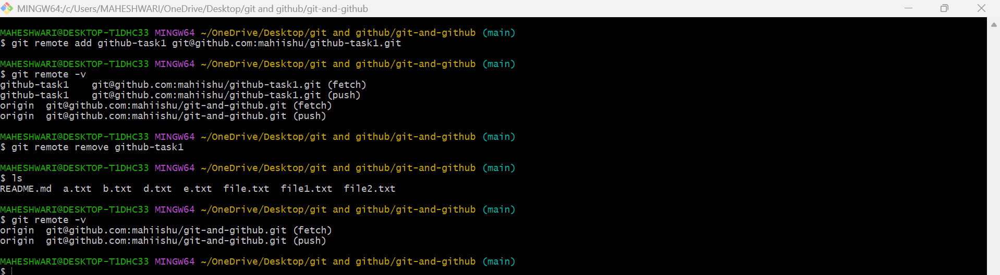 MINGW64:/c/Users/MAHESHWARI/OneDrive/Desktop/git and github/git-and-github
MAHESHWARI@DESKTOP-T1DHC33 MINGW64 ~/OneDrive/Desktop/git and github/git-and-github (main)
$ git remote add github-task1 git@github.com:mahiishu/github-task1.git
MAHESHWARI@DESKTOP-T1DHC33 MINGW64 ~/OneDrive/Desktop/git and github/git-and-github (main)
$ git remote -v
github-task1    git@github.com:mahiishu/github-task1.git (fetch)
github-task1    git@github.com:mahiishu/github-task1.git (push)
origin  git@github.com:mahiishu/git-and-github.git (fetch)
origin  git@github.com:mahiishu/git-and-github.git (push)
MAHESHWARI@DESKTOP-T1DHC33 MINGW64 ~/OneDrive/Desktop/git and github/git-and-github (main)
$ git remote remove github-task1
MAHESHWARI@DESKTOP-T1DHC33 MINGW64 ~/OneDrive/Desktop/git and github/git-and-github (main)
$ ls
README.md  a.txt  b.txt  d.txt  e.txt  file.txt  file1.txt  file2.txt
MAHESHWARI@DESKTOP-T1DHC33 MINGW64 ~/OneDrive/Desktop/git and github/git-and-github (main)
$ git remote -v
origin  git@github.com:mahiishu/git-and-github.git (fetch)
origin  git@github.com:mahiishu/git-and-github.git (push)
MAHESHWARI@DESKTOP-T1DHC33 MINGW64 ~/OneDrive/Desktop/git and github/git-and-github (main)
$